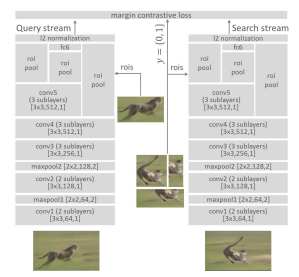 margin contrastive loss
Query stream
y = {0,1}
Search stream
l2 normalization
fc6
roi
pool
roi
pool
roi
pool
conv5
(3 sublayers)
[3x3,512,1]
conv4 (3 sublayers)
[3x3,512,1]
conv3 (3 sublayers)
[3x3,256,1]
maxpool2 [2x2,128,2]
conv2 (2 sublayers)
[3x3,128,1]
maxpool1 [2x2,64,2]
conv1 (2 sublayers)
[3x3,64,1]
rois
rois
l2 normalization
fc6
roi
pool
roi
pool
roi
pool
conv5
(3 sublayers)
[3x3,512,1]
conv4 (3 sublayers)
[3x3,512,1]
conv3 (3 sublayers)
[3x3,256,1]
maxpool2 [2x2,128,2]
conv2 (2 sublayers)
[3x3,128,1]
maxpool1 [2x2,64,2]
conv1 (2 sublayers)
[3x3,64,1]